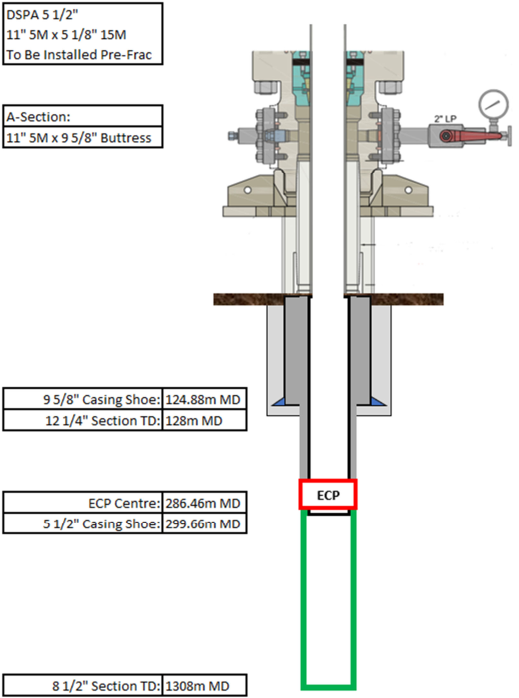 DSPA 5 1/2"
11" 5M x 5 1/8" 15M
To Be Installed Pre-Frac
A-Section:
11" 5M x 9 5/8" Buttress
2" LP
9 5/8" Casing Shoe: 124.88m MD
12 1/4" Section TD: 128m MD
ECP
ECP Centre: 286.46m MD
5 1/2" Casing Shoe: 299.66m MD
8 1/2" Section TD: 1308m MD